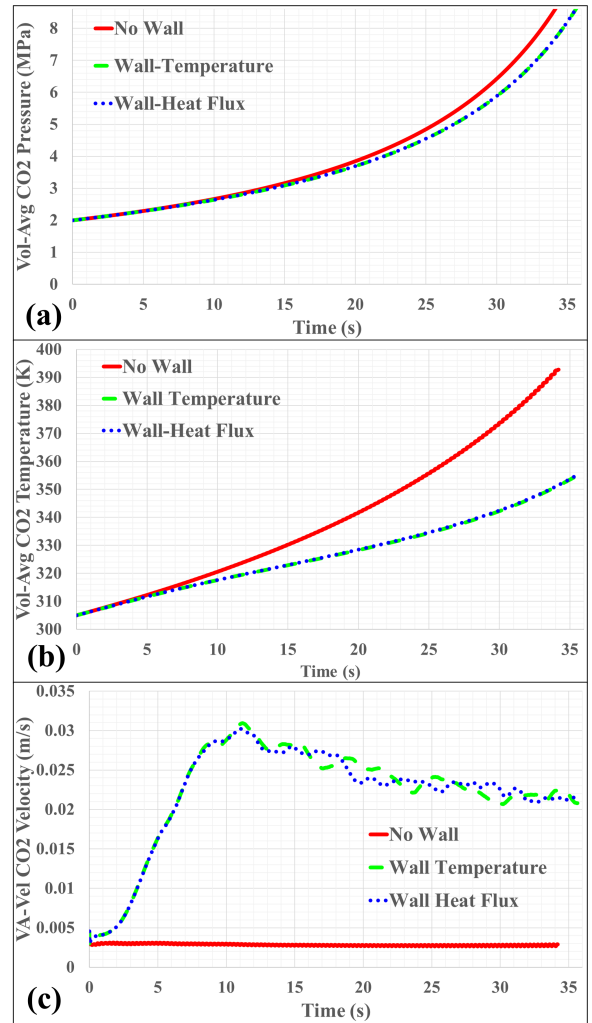 8
7
6
5
4
3
2
1
0
Vol-Avg CO2 Pressure (MPa)
No Wall
Wall-Temperature
Wall-Heat Flux
0 5 10 15 20 25 30 35
Time (s)
(a)
400
390
380
370
360
350
340
330
320
310
300
Vol-Avg CO2 Temperature (K)
No Wall
Wall Temperature
Wall-Heat Flux
0 5 10 15 20 25 30 35
Time (s)
(b)
0.035
0.03
0.025
0.02
0.015
0.01
0.005
0
VA-Vel CO2 Velocity (m/s)
No Wall
Wall Temperature
Wall Heat Flux
0 5 10 15 20 25 30 35
Time (s)
(c)